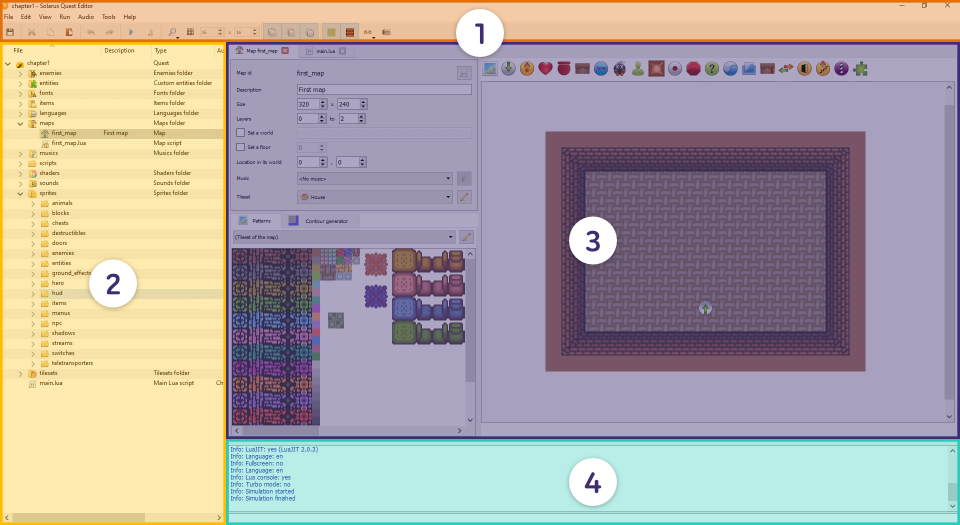 chapter1 - Solarus Quest Editor
File Edit View Run Audio Tools Help
1
File Description Type
chapter1 Quest
enemies Enemies folder
entities Custom entities folder
fonts Fonts folder
items Items folder
languages Languages folder
maps Maps folder
first_map First map Map
first_map.lua Map script
musics Musics folder
scripts
shaders Shaders folder
sounds Sounds folder
sprites Sprites folder
animals
blocks
chests
destructibles
doors
enemies
entities
ground_effects
hero
hud
items
menus
npc
shadows
streams
switches
teletransporters
tilesets Tilesets folder
main.lua Main Lua script Ch
2
Map first_map main.lua
Map id first_map
Description First map
Size 320 × 240
Layers 0 to 2
Set a world
Set a floor 0
Location in its world 0 , 0
Music <No music>
Tileset House
Patterns Contour generator
(Tileset of the map)
3
Info: LuaJIT: yes (LuaJIT 2.0.3)
Info: Language: en
Info: Fullscreen: no
Info: Language: en
Info: Lua console: yes
Info: Turbo mode: no
Info: Simulation started
Info: Simulation finished
4